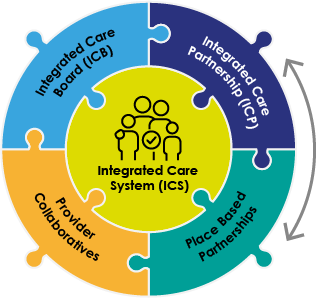 Integrated Care
Board (ICB)
Integrated Care
Partnership (ICP)
Integrated Care
System (ICS)
Provider
Collaboratives
Place Based
Partnerships